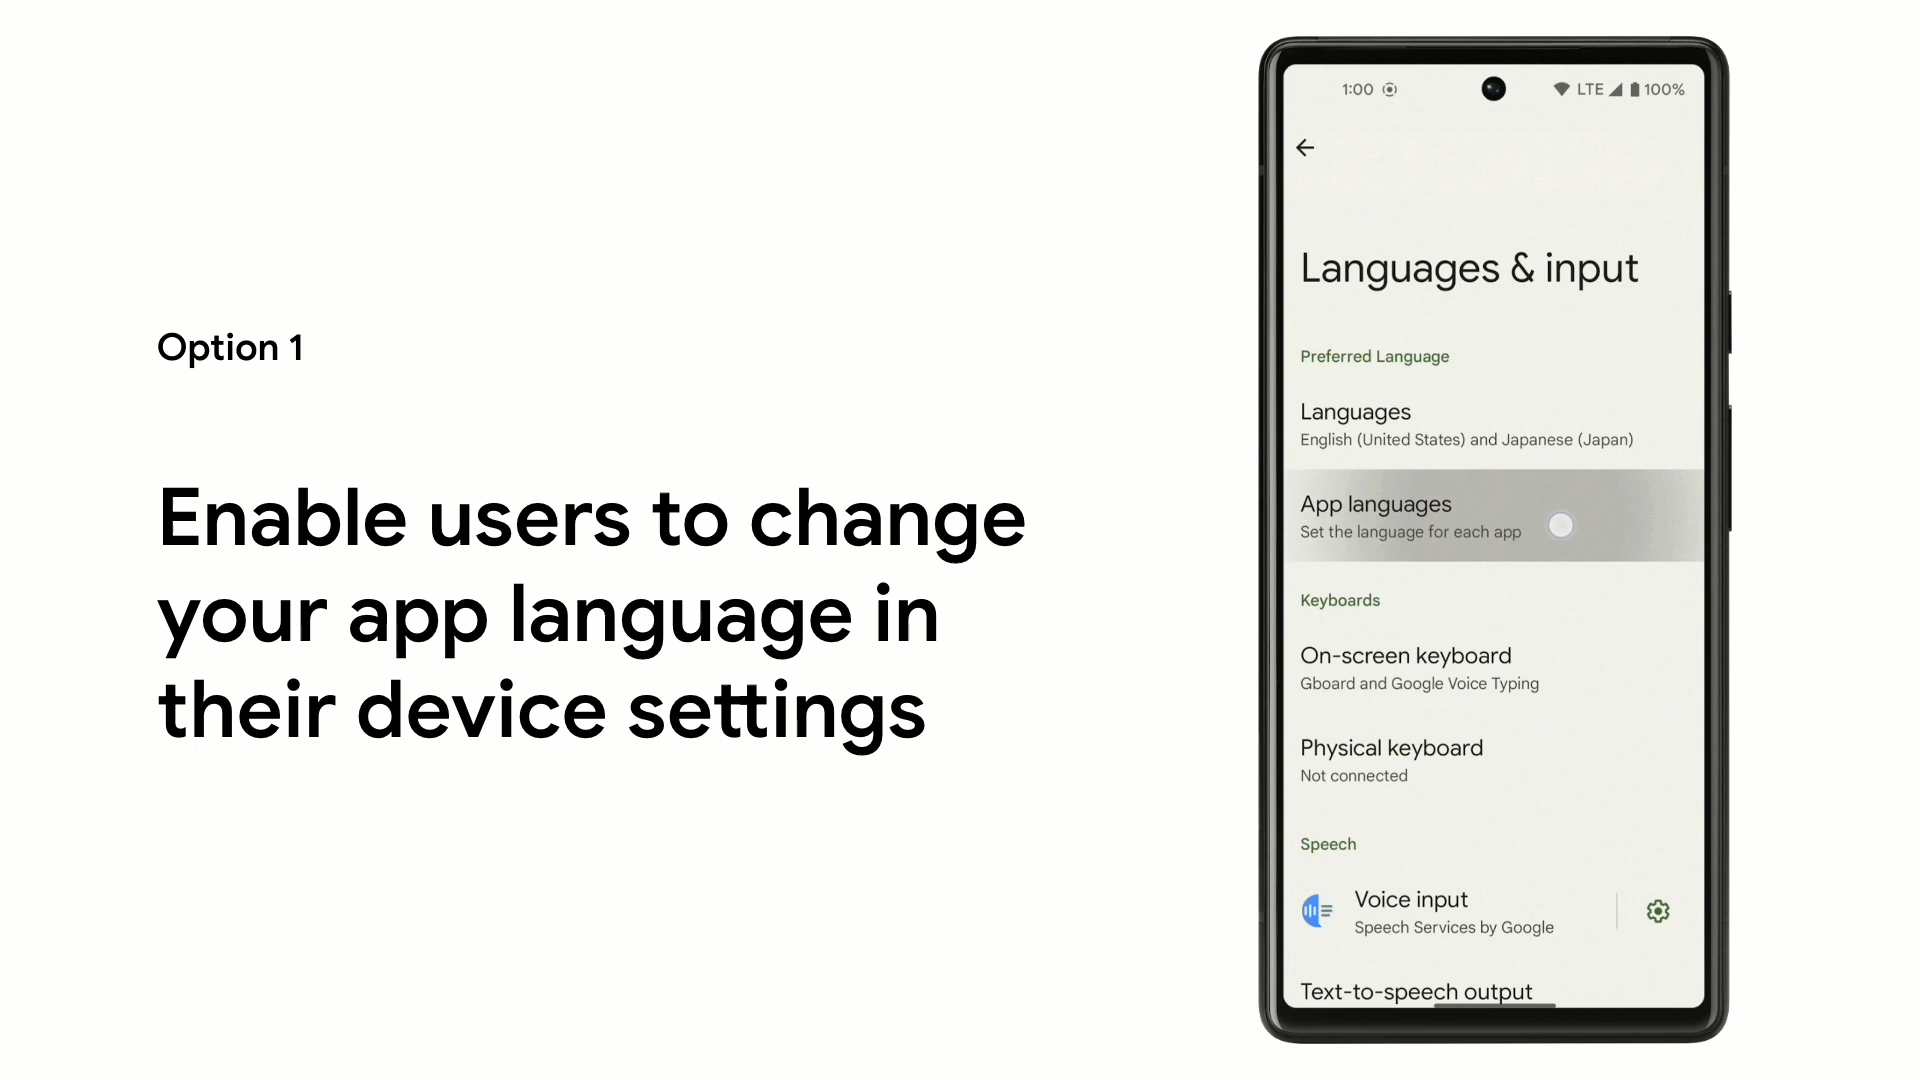 Option 1
Enable users to change
your app language in
their device settings
1:00
LTE
100%
Languages & input
Preferred Language
Languages
English (United States) and Japanese (Japan)
App languages
Set the language for each app
Keyboards
On-screen keyboard
Gboard and Google Voice Typing
Physical keyboard
Not connected
Speech
Voice input
Speech Services by Google
Text-to-speech output